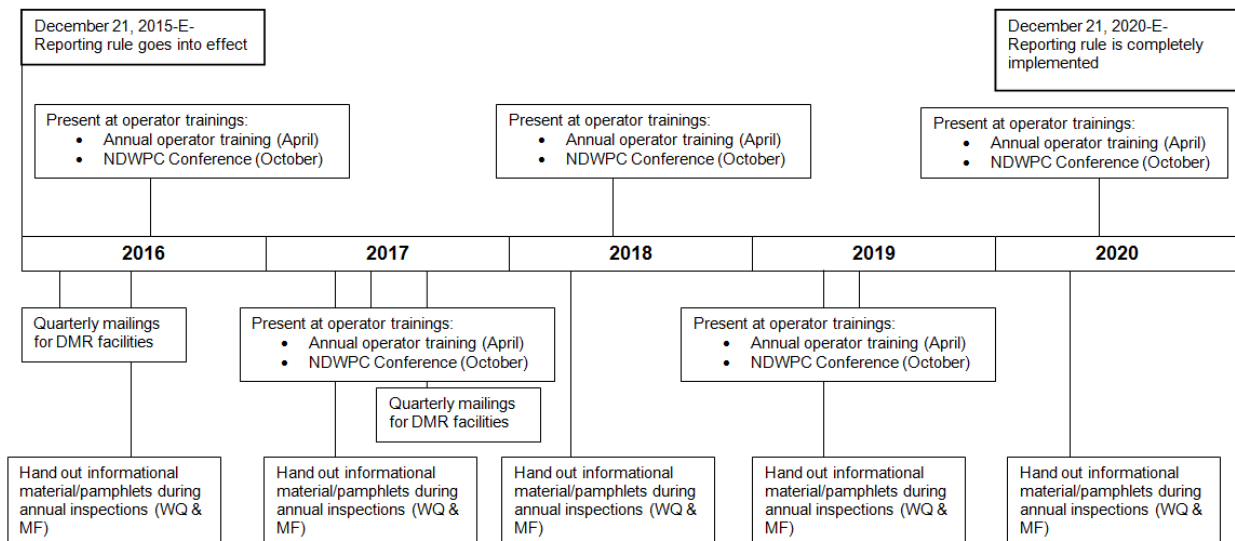 December 21, 2015-E-
Reporting rule goes into effect
December 21, 2020-E-
Reporting rule is completely
implemented
Present at operator trainings:
• Annual operator training (April)
• NDWPC Conference (October)
Present at operator trainings:
• Annual operator training (April)
• NDWPC Conference (October)
Present at operator trainings:
• Annual operator training (April)
• NDWPC Conference (October)
2016
2017
2018
2019
2020
Quarterly mailings
for DMR facilities
Present at operator trainings:
• Annual operator training (April)
• NDWPC Conference (October)
Present at operator trainings:
• Annual operator training (April)
• NDWPC Conference (October)
Quarterly mailings
for DMR facilities
Hand out informational
material/pamphlets during
annual inspections (WQ &
MF)
Hand out informational
material/pamphlets during
annual inspections (WQ &
MF)
Hand out informational
material/pamphlets during
annual inspections (WQ &
MF)
Hand out informational
material/pamphlets during
annual inspections (WQ &
MF)
Hand out informational
material/pamphlets during
annual inspections (WQ &
MF)